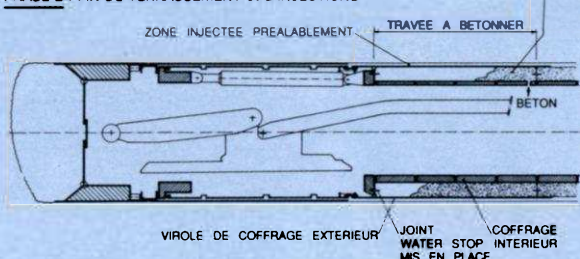 ZONE INJECTEE PREALABLEMENT
TRAVEE A BETONNER
BETON
VIROLE DE COFFRAGE EXTERIEUR
JOINT
WATER STOP
MIS EN PLACE
COFFRAGE
INTERIEUR